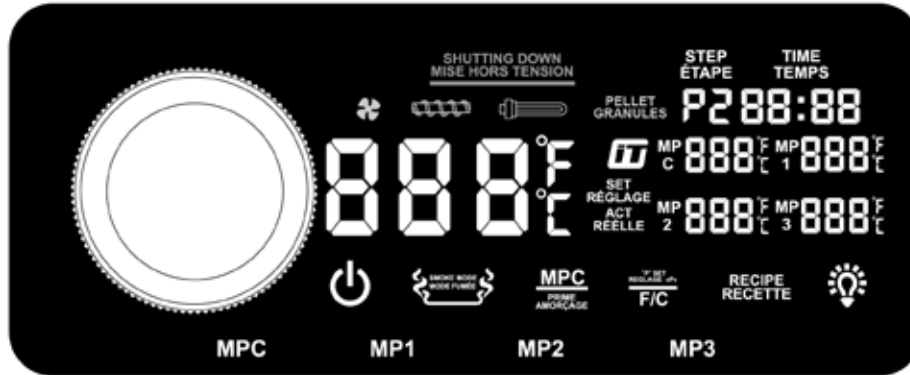 SHUTTING DOWN
MISE HORS TENSION
STEP
ÉTAPE
TIME
TEMPS
PELLET
GRANULES
P288:88
888
°F
°C
SET
RÉGLAGE
ACT
RÉELLE
MP
C
888
°F
°C
MP
1
888
°F
°C
MP
2
888
°F
°C
MP
3
888
°F
°C
SMOKE MODE
MODE FUMÉE
MPC
PRIME
AMORÇAGE
F/C
RECIPE
RECETTE
MPC MP1 MP2 MP3